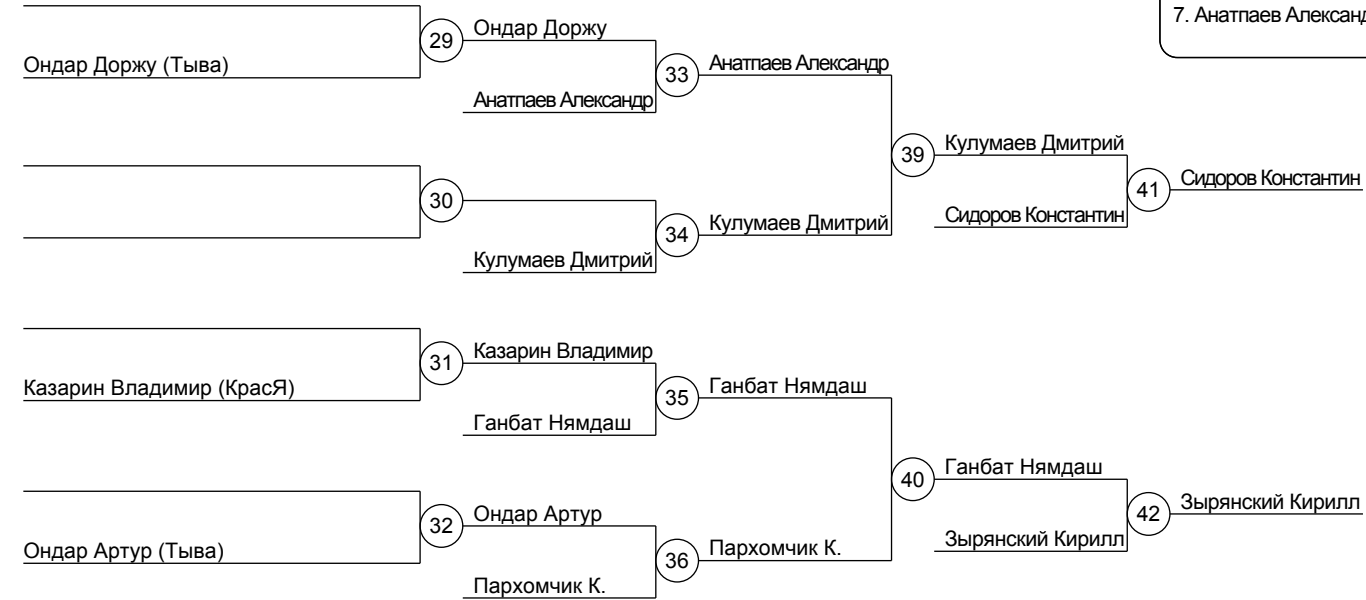 7. Анатпаев Александ
29 Ондар Доржу
Ондар Доржу (Тыва)
33 Анатпаев Александр
Анатпаев Александр
39 Кулумаев Дмитрий
41 Сидоров Константин
30
34 Кулумаев Дмитрий
Сидоров Константин
Кулумаев Дмитрий
31 Казарин Владимир
Казарин Владимир (КрасЯ)
35 Ганбат Нямдаш
Ганбат Нямдаш
40 Ганбат Нямдаш
42 Зырянский Кирилл
32 Ондар Артур
Зырянский Кирилл
Ондар Артур (Тыва)
36 Пархомчик К.
Пархомчик К.